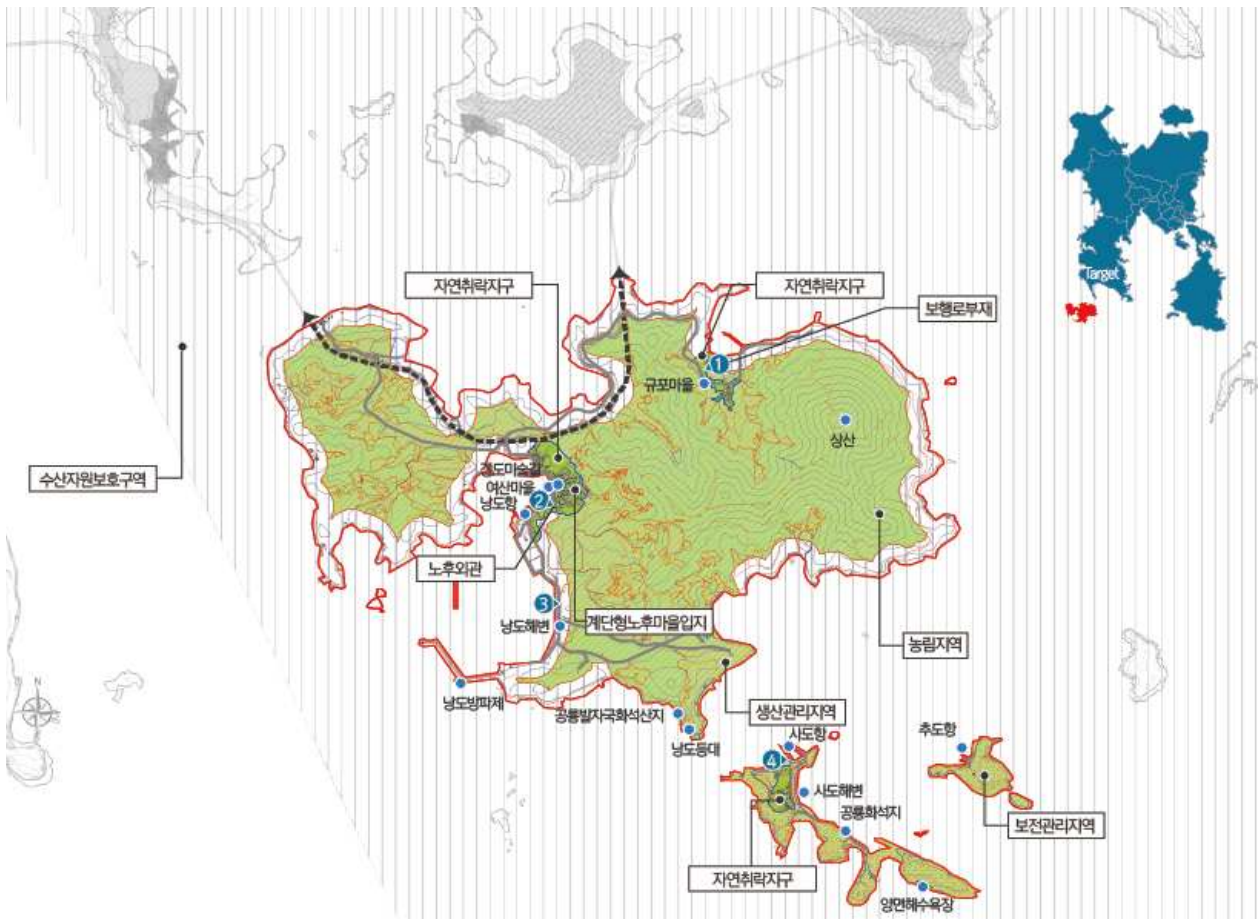 자연취락지구
자연취락지구
Target
보행로부재
1
규포마을
상산
수산자원보호구역
여산마을
2
낭도항
노후외관
3
계단형노후마을입지
낭도해변
농림지역
N
낭도방파제
공룡발자국화석산지
생산관리지역
낭도등대
사도항
추도항
4
사도해변
공룡화석지
보전관리지역
자연취락지구
양면해수욕장